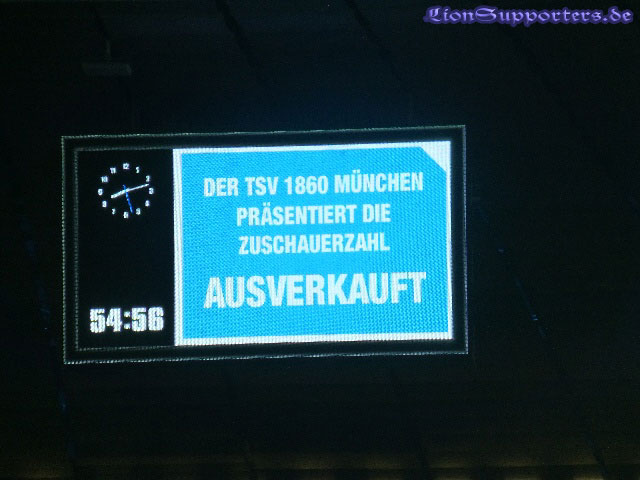 LionSupporters.de
DER TSV 1860 MÜNCHEN
PRÄSENTIERT DIE
ZUSCHAUERZAHL
AUSVERKAUFT
54:56